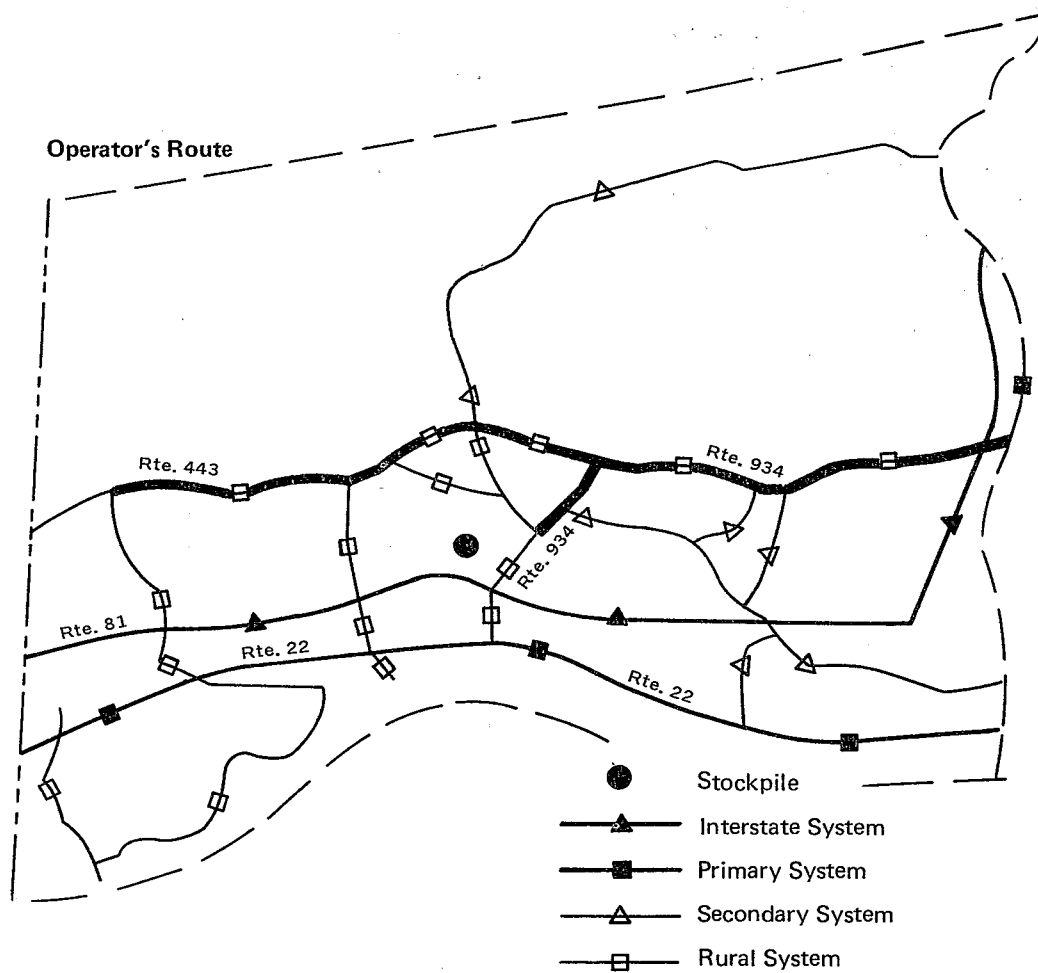 Operator's Route
Rte. 443
Rte. 934
Rte. 934
Rte. 81
Rte. 22
Rte. 22
Stockpile
Interstate System
Primary System
Secondary System
Rural System